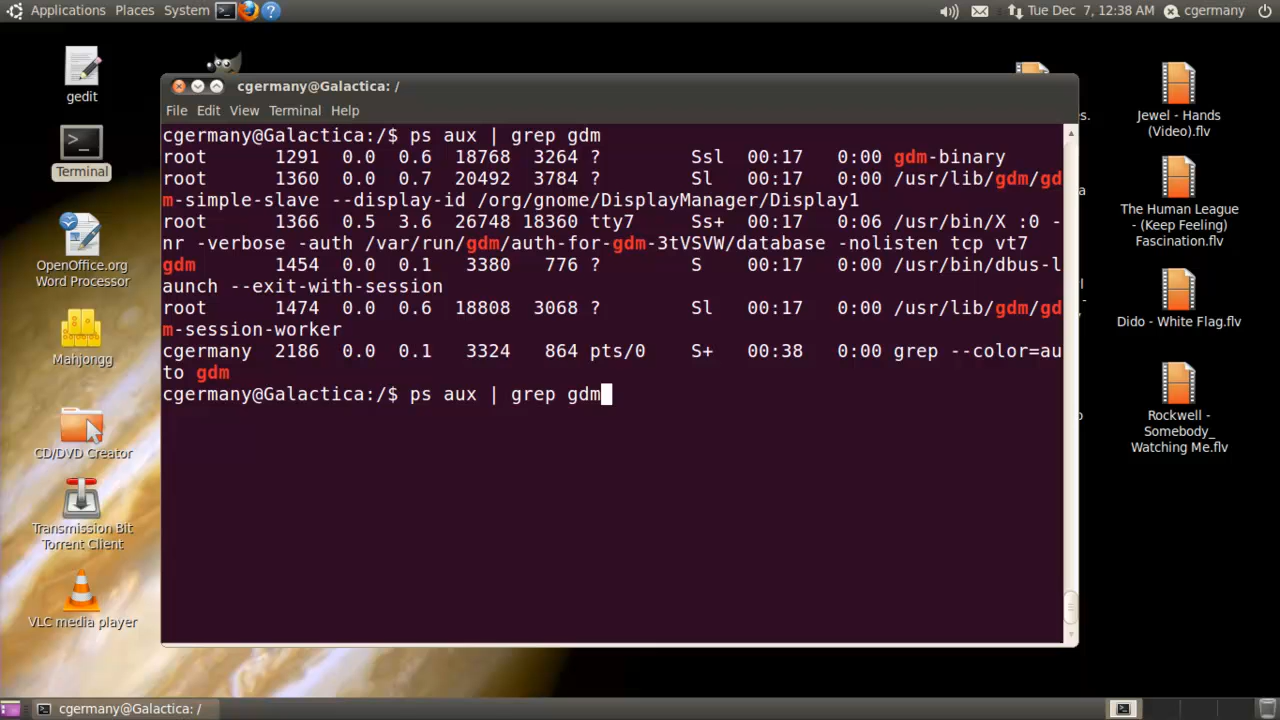 Applications Places System
Tue Dec 7, 12:38 AM cgermany
gedit
Terminal
OpenOffice.org
Word Processor
Mahjongg
CD/DVD Creator
Transmission Bit
Torrent Client
VLC media player
cgermany@Galactica: /
File Edit View Terminal Help
cgermany@Galactica:/$ ps aux | grep gdm
root 1291 0.0 0.6 18768 3264 ? Ssl 00:17 0:00 gdm-binary
root 1360 0.0 0.7 20492 3784 ? Sl 00:17 0:00 /usr/lib/gdm/gd
m-simple-slave --display-id /org/gnome/DisplayManager/Display1
root 1366 0.5 3.6 26748 18360 tty7 Ss+ 00:17 0:06 /usr/bin/X :0 -
nr -verbose -auth /var/run/gdm/auth-for-gdm-3tVSVW/database -nolisten tcp vt7
gdm 1454 0.0 0.1 3380 776 ? S 00:17 0:00 /usr/bin/dbus-l
aunch --exit-with-session
root 1474 0.0 0.6 18808 3068 ? Sl 00:17 0:00 /usr/lib/gdm/gd
m-session-worker
cgermany 2186 0.0 0.1 3324 864 pts/0 S+ 00:38 0:00 grep --color=au
to gdm
cgermany@Galactica:/$ ps aux | grep gdm
Jewel - Hands
(Video).flv
The Human League
- (Keep Feeling)
Fascination.flv
Dido - White Flag.flv
Rockwell -
Somebody_
Watching Me.flv
cgermany@Galactica: /